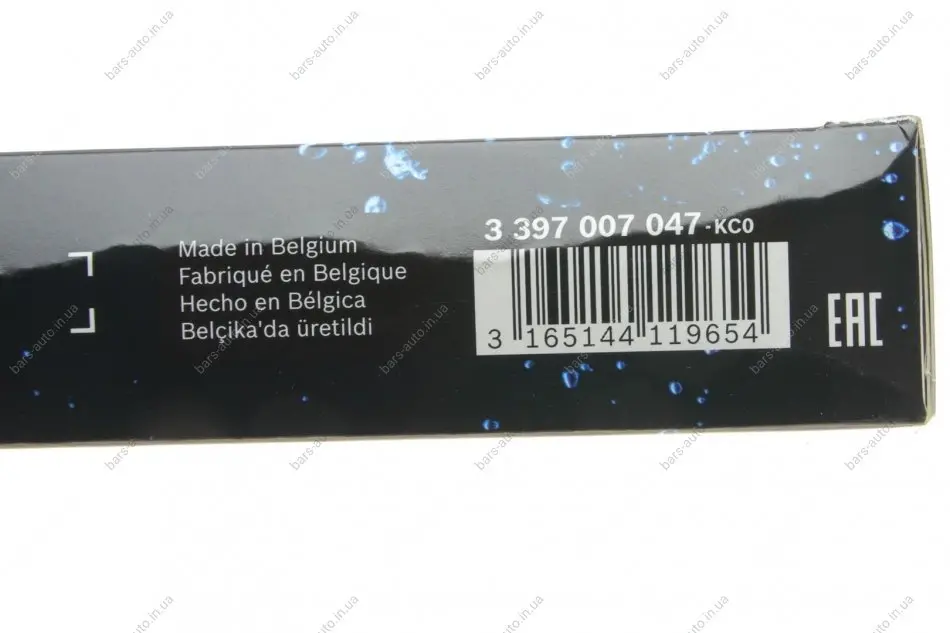 3 397 007 047-KC0
Made in Belgium
Fabriqué en Belgique
Hecho en Bélgica
Belçika'da üretildi
3 165144 119654
EAC
bars-auto.in.ua